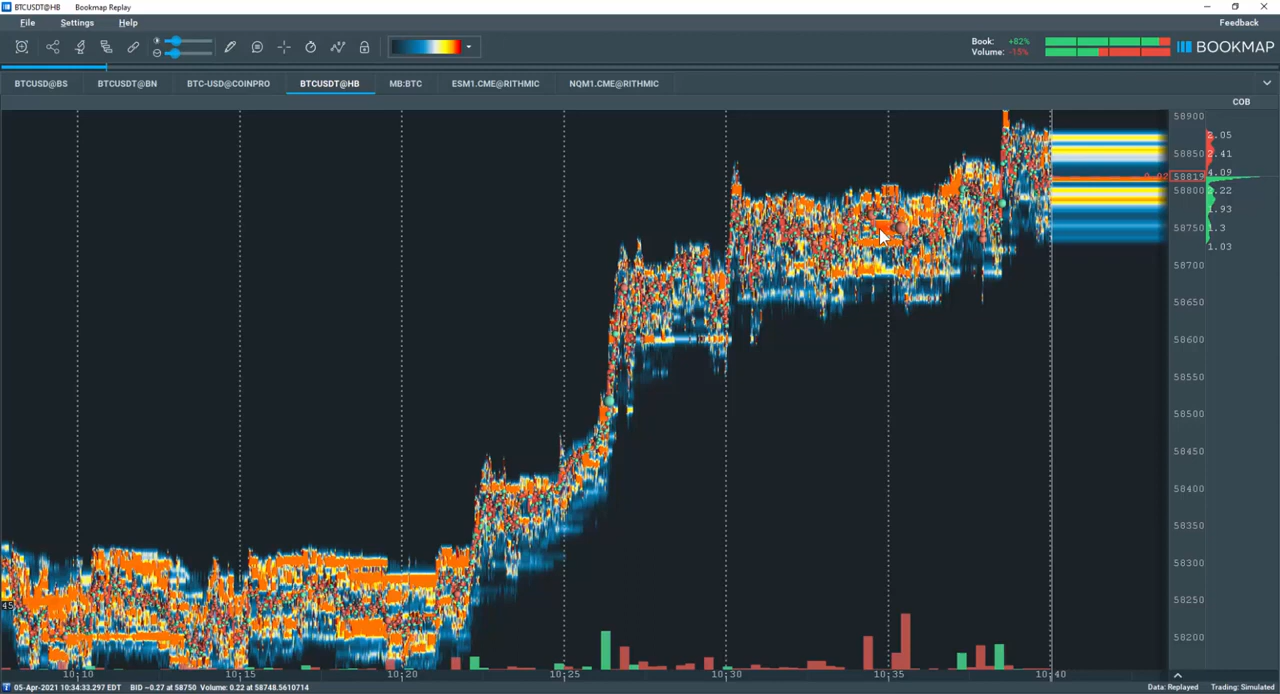 BTCUSDT@HB Bookmap Replay
File Settings Help Feedback
Book: +82%
Volume: -15%
BOOKMAP
BTCUSD@BS BTCUSDT@BN BTC-USD@COINPRO BTCUSDT@HB MB:BTC ESM1.CME@RITHMIC NQM1.CME@RITHMIC
COB
58900
2.05
58850 2.41
4.09
58819
58800 2.22
1.93
58750 1.3
1.03
58700
58650
58600
58550
58500
58450
58400
58350
58300
58250
45
58200
10:10 10:15 10:20 10:25 10:30 10:35 10:40
05-Apr-2021 10:34:33.297 EDT BID ~0.27 at 58750 Volume: 0.22 at 58748.5610714 Data: Replayed Trading: Simulated